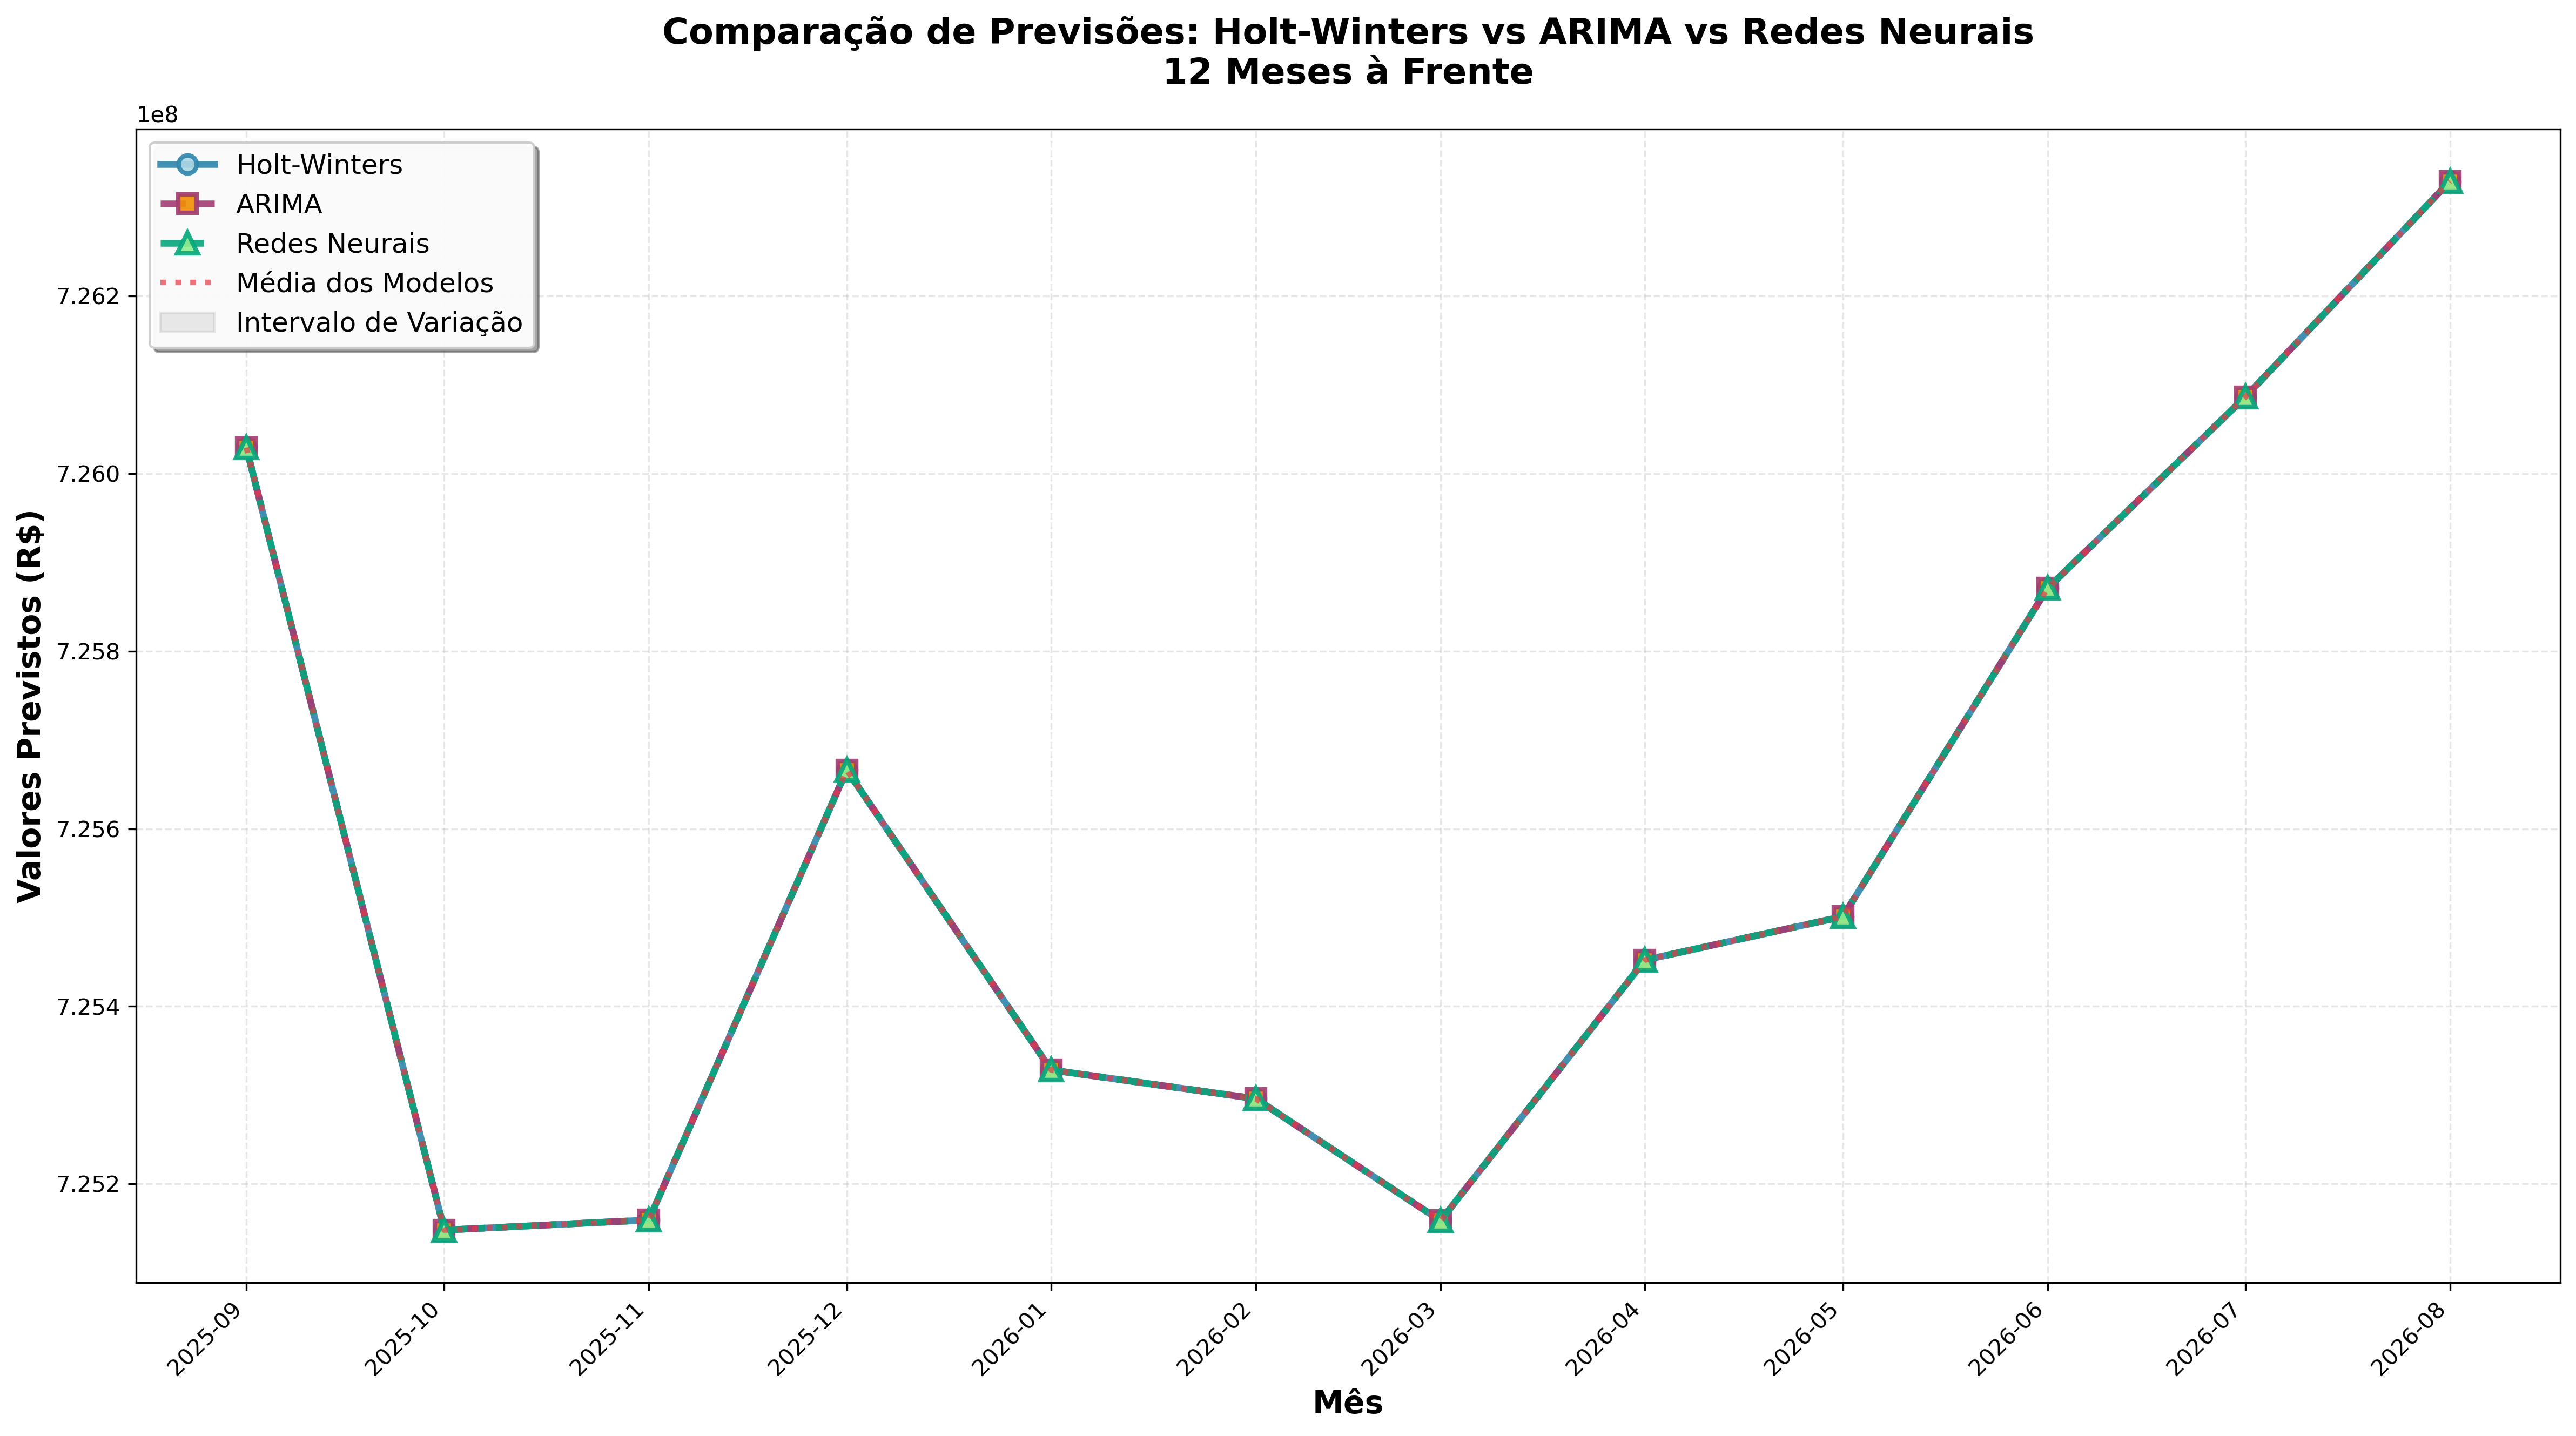 Comparação de Previsões: Holt-Winters vs ARIMA vs Redes Neurais
12 Meses à Frente
1e8
Holt-Winters
ARIMA
Redes Neurais
Média dos Modelos
Intervalo de Variação
7.262
7.260
7.258
7.256
7.254
7.252
Valores Previstos (R$)
2025-09
2025-10
2025-11
2025-12
2026-01
2026-02
2026-03
2026-04
2026-05
2026-06
2026-07
2026-08
Mês